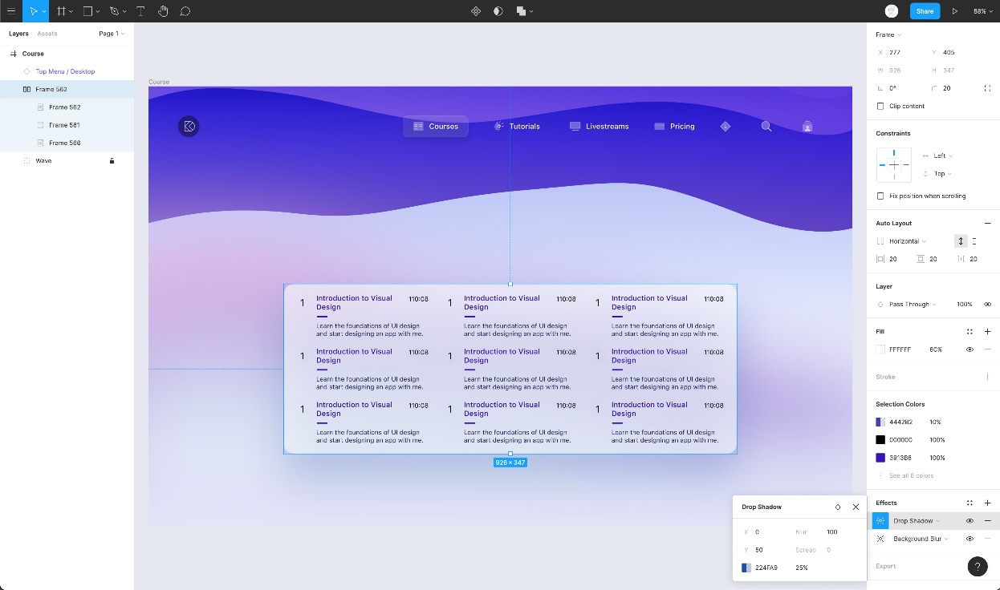 Share
88%
Layers Assets Page 1
Course
Top Menu / Desktop
Frame 562
Frame 562
Frame 561
Frame 560
Wave
Course
Courses Tutorials Livestreams Pricing
1 Introduction to Visual Design 110:08
Learn the foundations of UI design
and start designing an app with me.
1 Introduction to Visual Design 110:08
Learn the foundations of UI design
and start designing an app with me.
1 Introduction to Visual Design 110:08
Learn the foundations of UI design
and start designing an app with me.
1 Introduction to Visual Design 110:08
Learn the foundations of UI design
and start designing an app with me.
1 Introduction to Visual Design 110:08
Learn the foundations of UI design
and start designing an app with me.
1 Introduction to Visual Design 110:08
Learn the foundations of UI design
and start designing an app with me.
1 Introduction to Visual Design 110:08
Learn the foundations of UI design
and start designing an app with me.
1 Introduction to Visual Design 110:08
Learn the foundations of UI design
and start designing an app with me.
1 Introduction to Visual Design 110:08
Learn the foundations of UI design
and start designing an app with me.
926 × 347
Frame
X 277 Y 405
W 926 H 347
0° 20
Clip content
Constraints
Left
Top
Fix position when scrolling
Auto Layout
Horizontal
20 20 20
Layer
Pass Through 100%
Fill
FFFFFF 60%
Stroke
Selection Colors
4442B2 10%
000000 100%
3913B8 100%
See all 6 colors
Effects
Drop Shadow
Background Blur
Export
?
Drop Shadow
X 0 Blur 100
Y 50 Spread 0
224FA9 25%